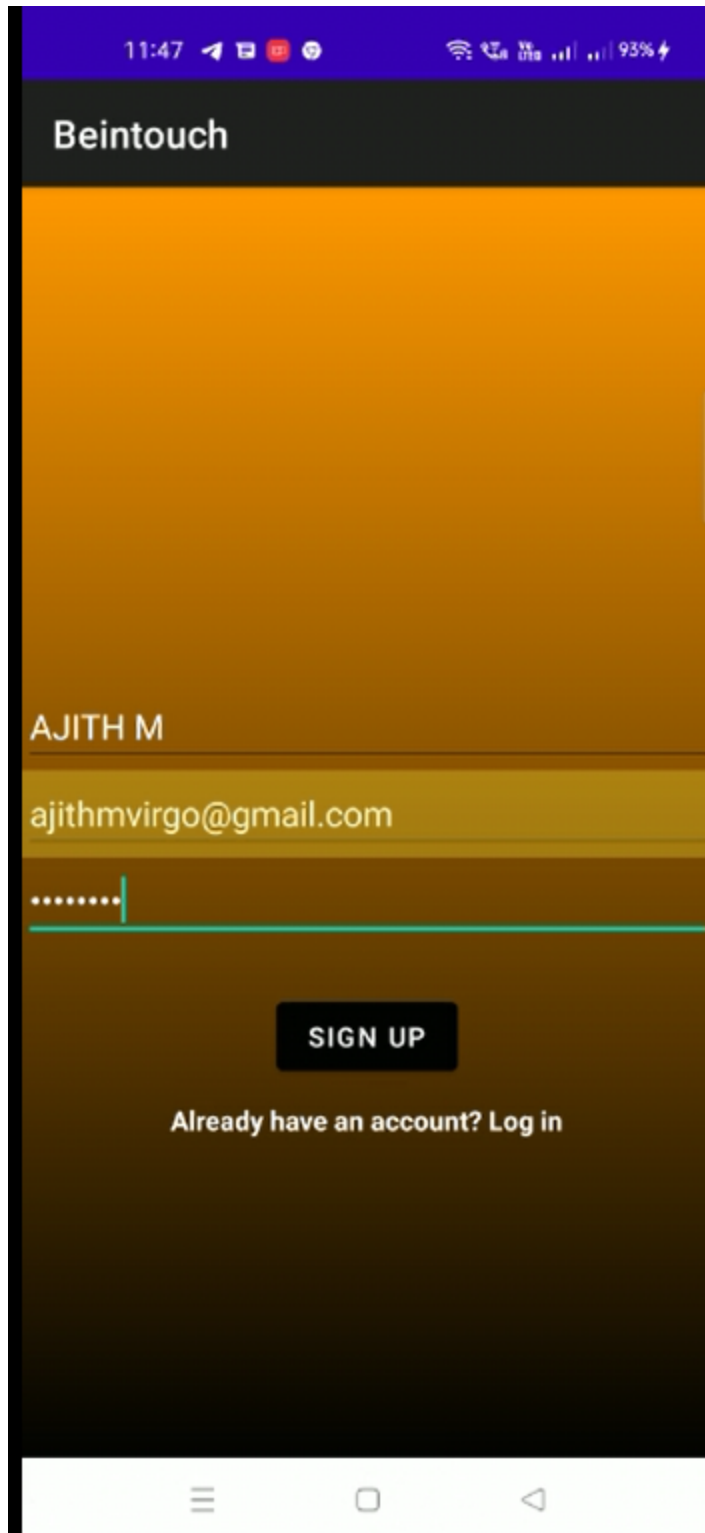 11:47 93%
Beintouch
AJITH M
ajithmvirgo@gmail.com
••••••••
SIGN UP
Already have an account? Log in